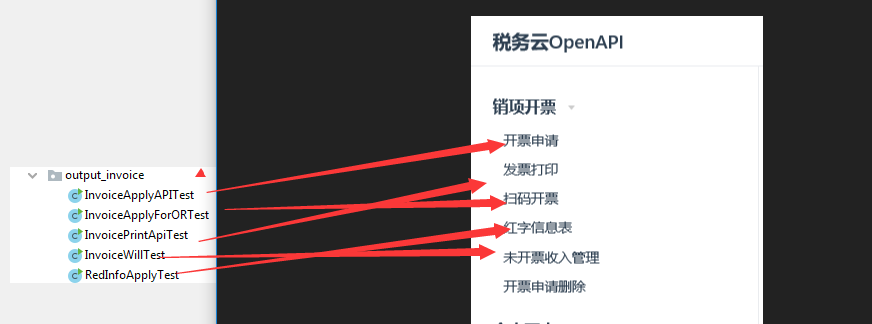 output_invoice
InvoiceApplyAPITest
InvoiceApplyForORTest
InvoicePrintApiTest
InvoiceWillTest
RedInfoApplyTest
税务云OpenAPI
销项开票
开票申请
发票打印
扫码开票
红字信息表
未开票收入管理
开票申请删除